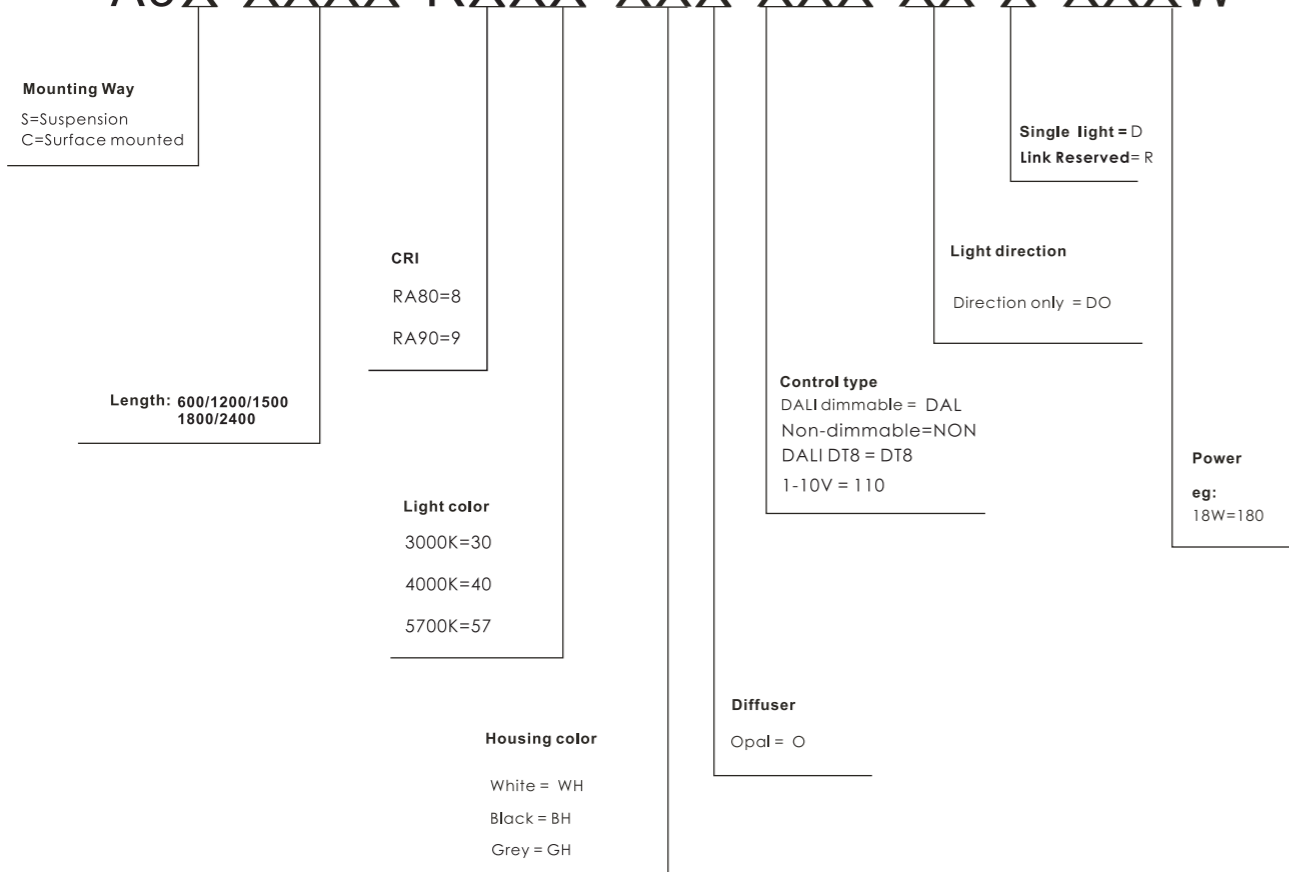 Mounting Way
S=Suspension
C=Surface mounted
Single light = D
Link Reserved= R
CRI
RA80=8
RA90=9
Light direction
Direction only = DO
Length: 600/1200/1500
1800/2400
Control type
DALI dimmable = DAL
Non-dimmable=NON
DALI DT8 = DT8
1-10V = 110
Power
eg:
18W=180
Light color
3000K=30
4000K=40
5700K=57
Diffuser
Opal = O
Housing color
White = WH
Black = BH
Grey = GH